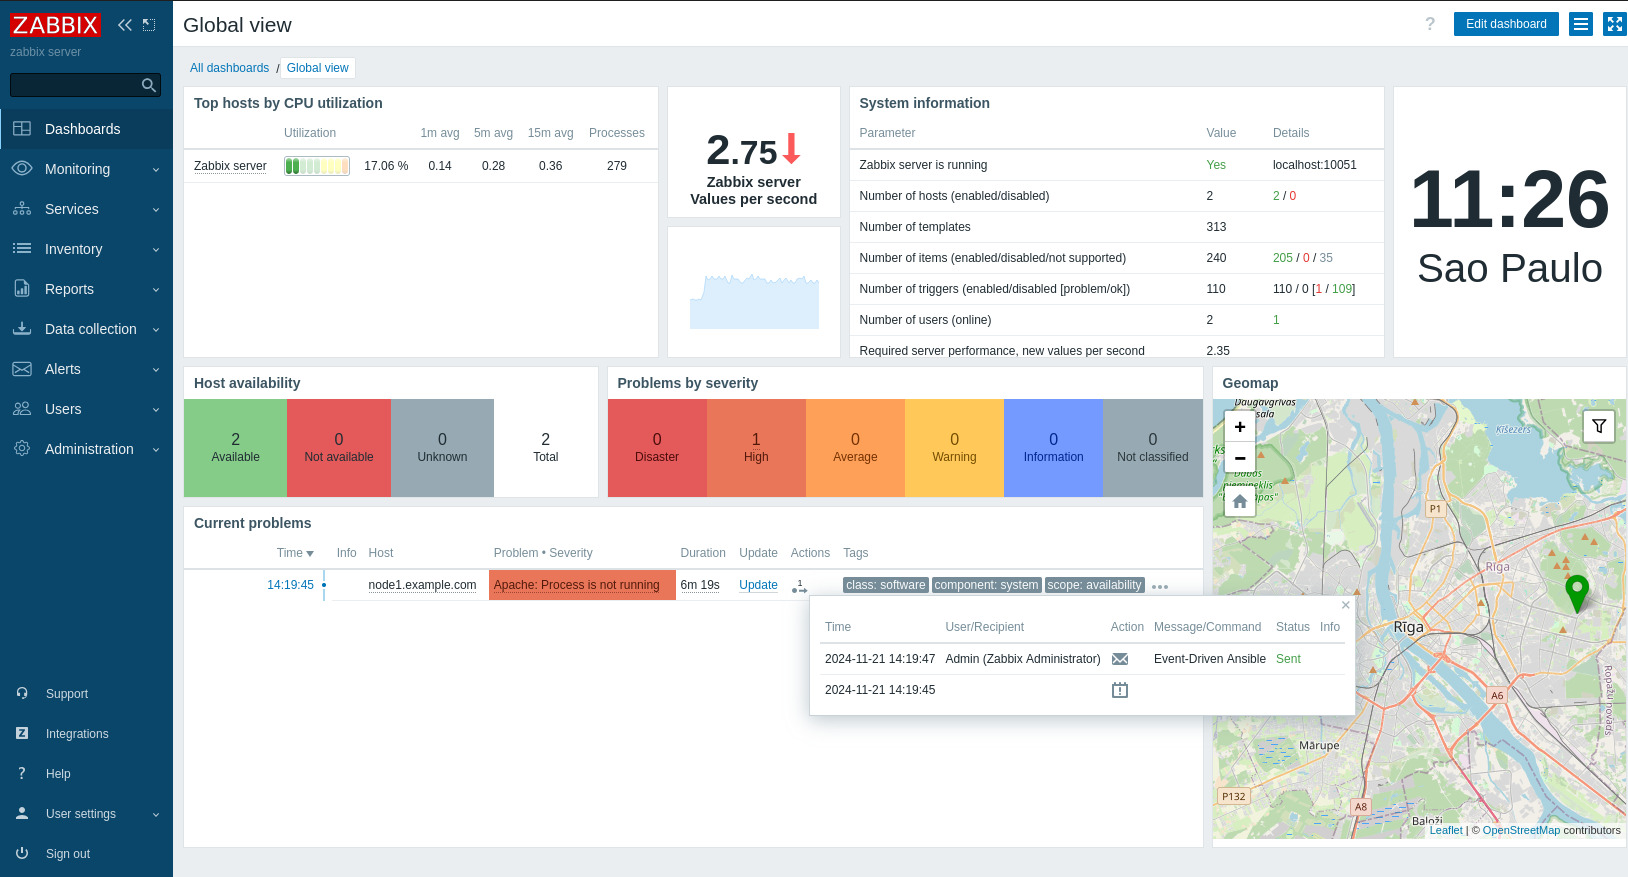 ZABBIX
zabbix server
Dashboards
Monitoring
Services
Inventory
Reports
Data collection
Alerts
Users
Administration
Support
Integrations
Help
User settings
Sign out
Global view
? Edit dashboard
All dashboards / Global view
Top hosts by CPU utilization
Utilization 1m avg 5m avg 15m avg Processes
Zabbix server 17.06 % 0.14 0.28 0.36 279
2.75
Zabbix server
Values per second
System information
Parameter Value Details
Zabbix server is running Yes localhost:10051
Number of hosts (enabled/disabled) 2 2 / 0
Number of templates 313
Number of items (enabled/disabled/not supported) 240 205 / 0 / 35
Number of triggers (enabled/disabled [problem/ok]) 110 110 / 0 [1 / 109]
Number of users (online) 2 1
Required server performance, new values per second 2.35
11:26
Sao Paulo
Host availability
2 0 0 2
Available Not available Unknown Total
Problems by severity
0 1 0 0 0 0
Disaster High Average Warning Information Not classified
Geomap
Daugavgrīvas
sala
Ķīšezers
+
−
P1
Rīga
Rīga
A6
Ropažu novads
Mārupe
P132
A8
Baloži
Leaflet | © OpenStreetMap contributors
Current problems
Time Info Host Problem • Severity Duration Update Actions Tags
14:19:45 node1.example.com Apache: Process is not running 6m 19s Update 1 class: software component: system scope: availability
×
Time User/Recipient Action Message/Command Status Info
2024-11-21 14:19:47 Admin (Zabbix Administrator) Event-Driven Ansible Sent
2024-11-21 14:19:45